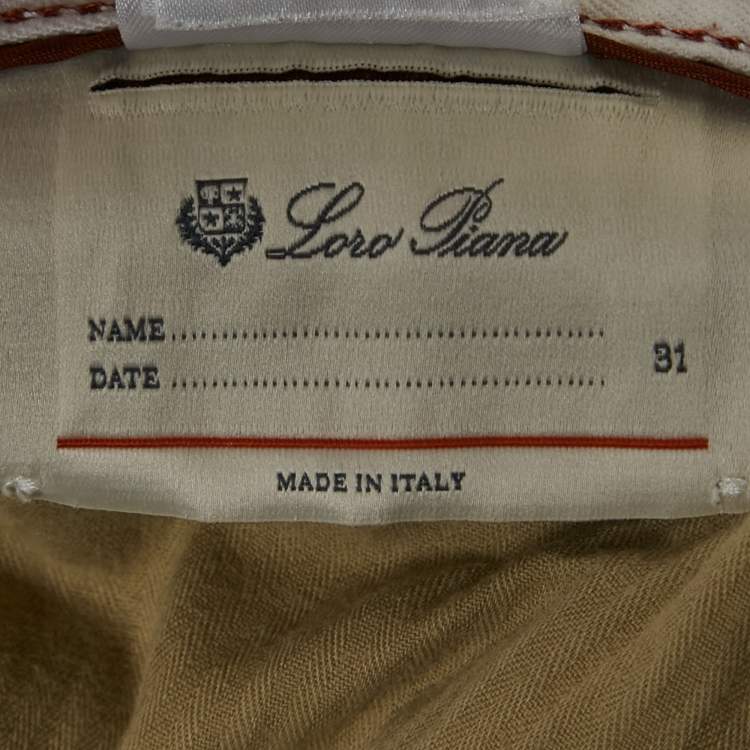 Loro Piana
NAME ........................................ 31
DATE ........................................
MADE IN ITALY